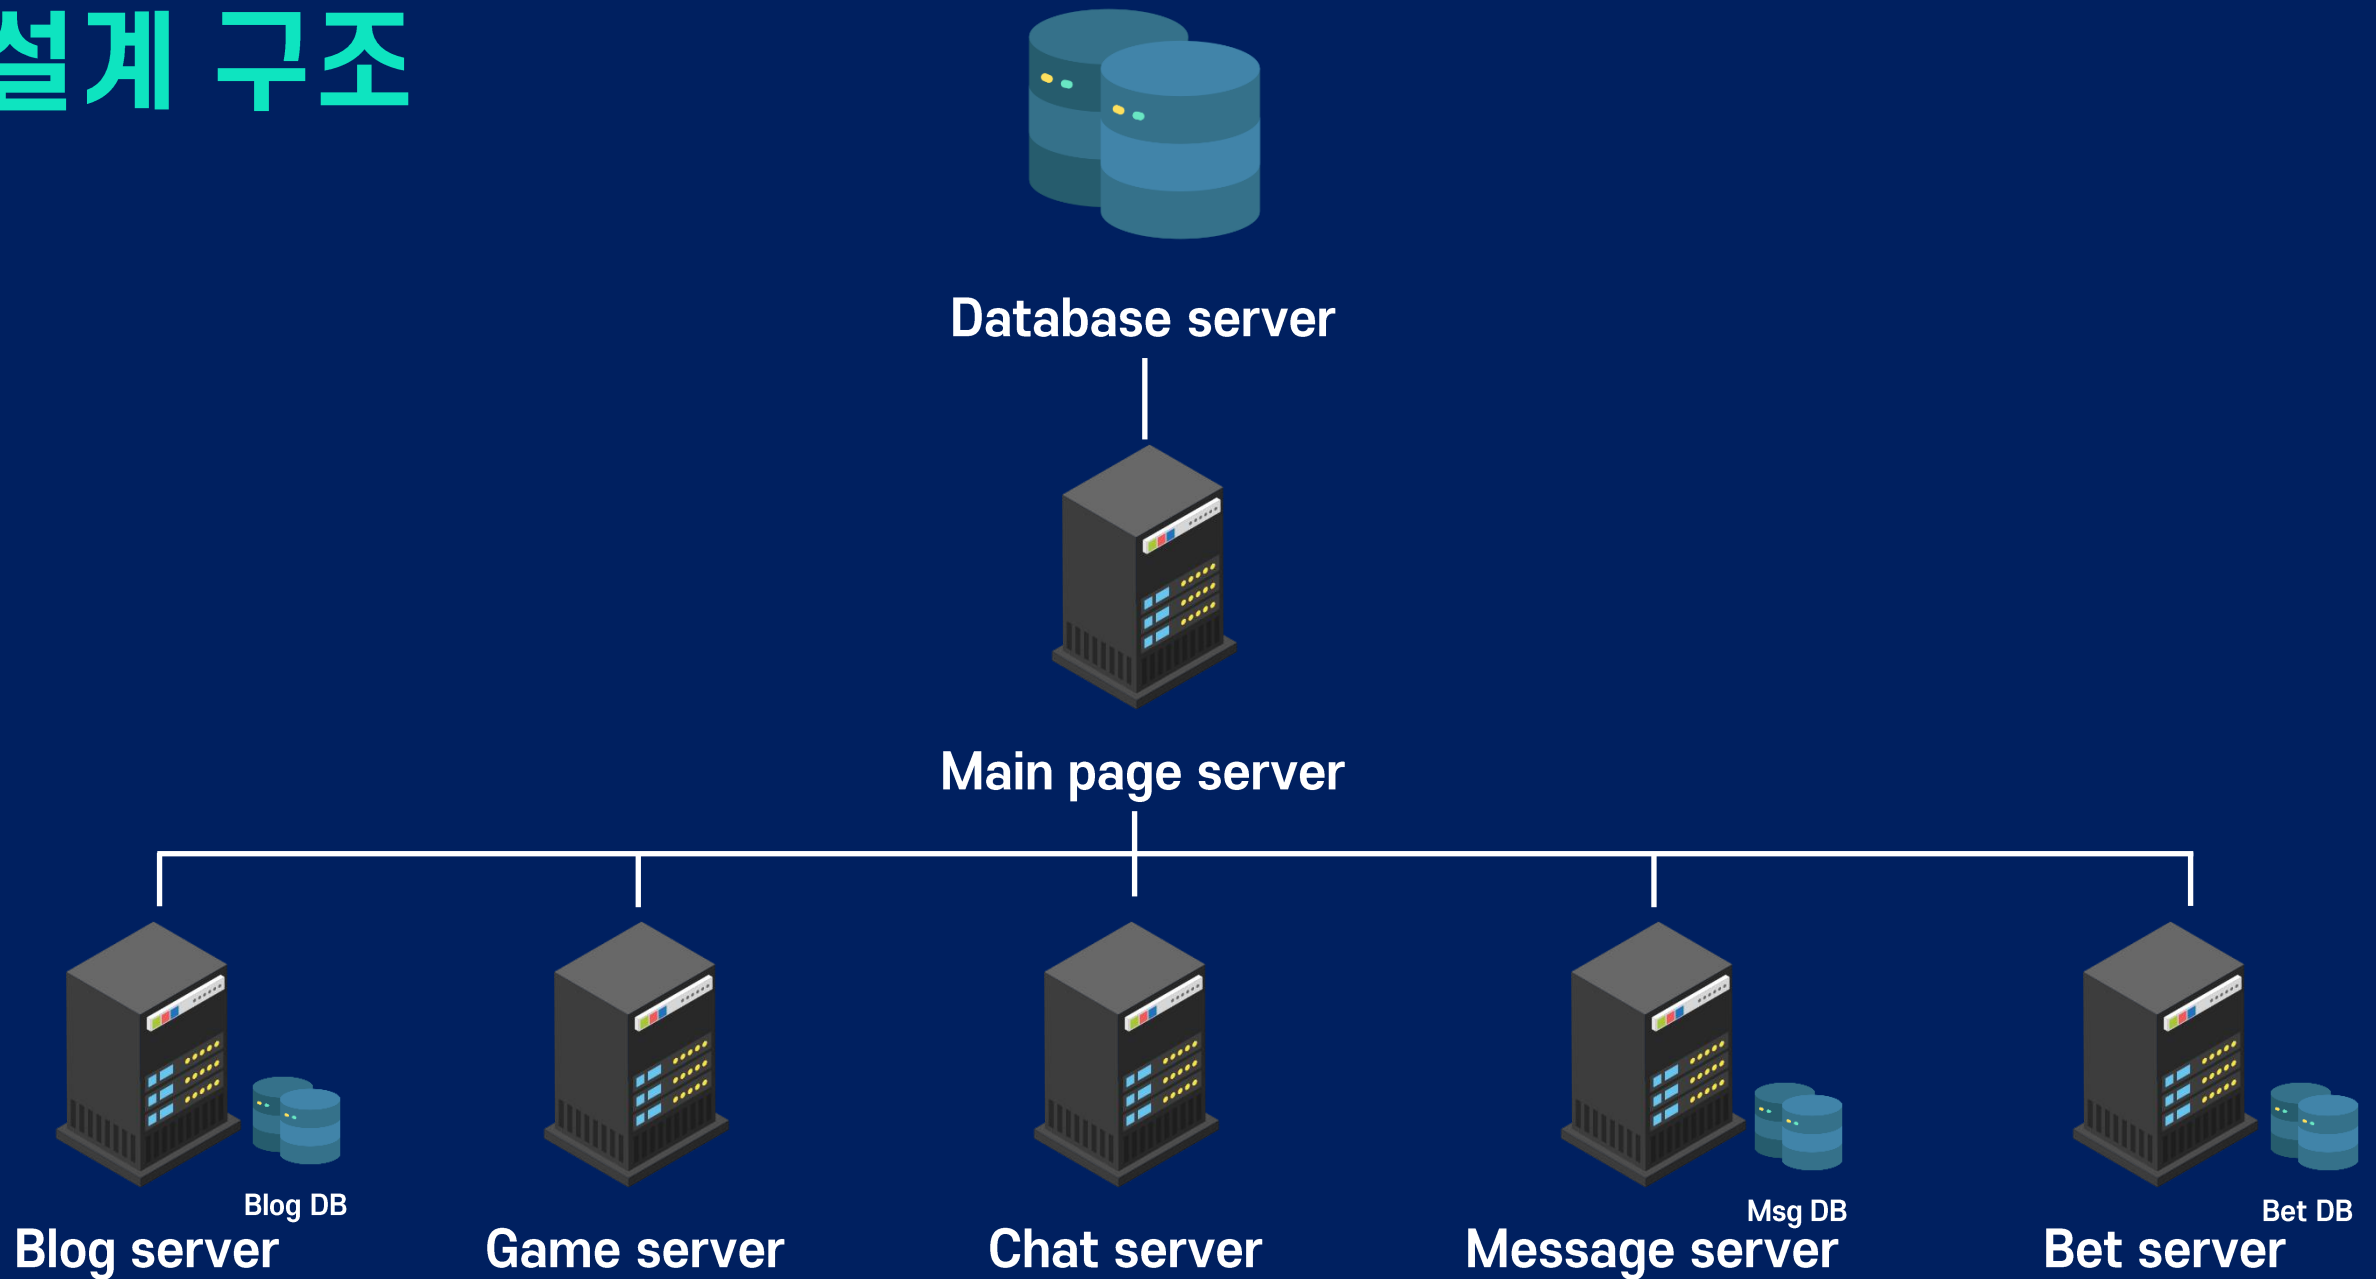 설계 구조
Database server
Main page server
Blog DB
Msg DB
Bet DB
Blog server
Game server
Chat server
Message server
Bet server